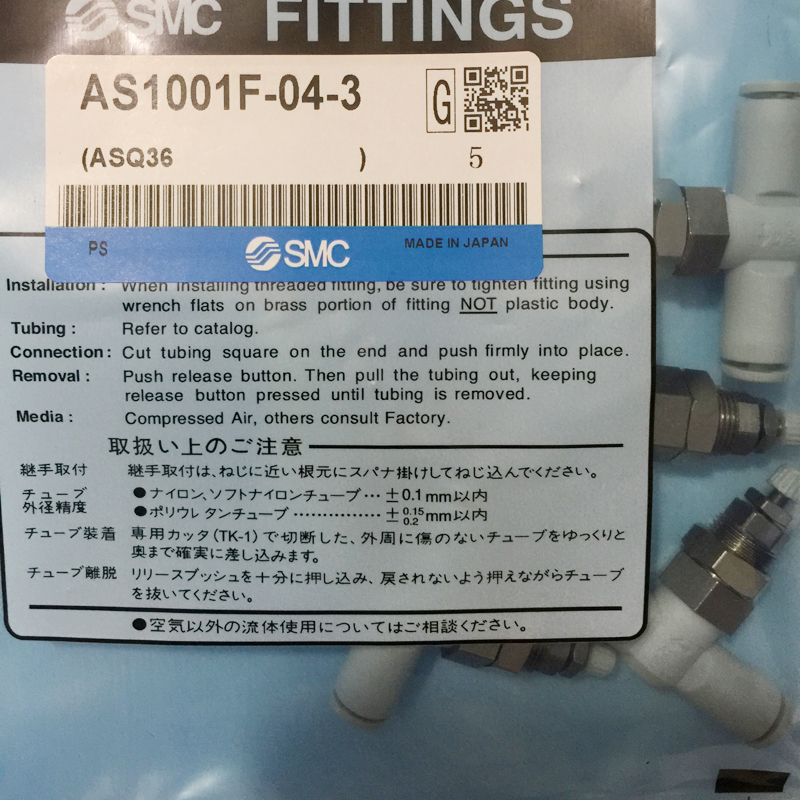 SMC FITTINGS
AS1001F-04-3
G
(ASQ36 )
5
PS
SMC
MADE IN JAPAN
Installation : When installing threaded fitting, be sure to tighten fitting using
wrench flats on brass portion of fitting NOT plastic body.
Tubing : Refer to catalog.
Connection : Cut tubing square on the end and push firmly into place.
Removal : Push release button. Then pull the tubing out, keeping
release button pressed until tubing is removed.
Media : Compressed Air, others consult Factory.
取扱い上のご注意
継手取付 継手取付は、ねじに近い根元にスパナ掛けしてねじ込んでください。
チューブ外径精度 ●ナイロン、ソフトナイロンチューブ…±0.1mm以内
●ポリウレタンチューブ……………±0.15 0.2mm以内
チューブ装着 専用カッタ(TK-1)で切断した、外周に傷のないチューブをゆっくりと
奥まで確実に差し込みます。
チューブ離脱 リリースブッシュを十分に押し込み、戻されないよう押えながらチューブ
を抜いてください。
●空気以外の流体使用についてはご相談ください。